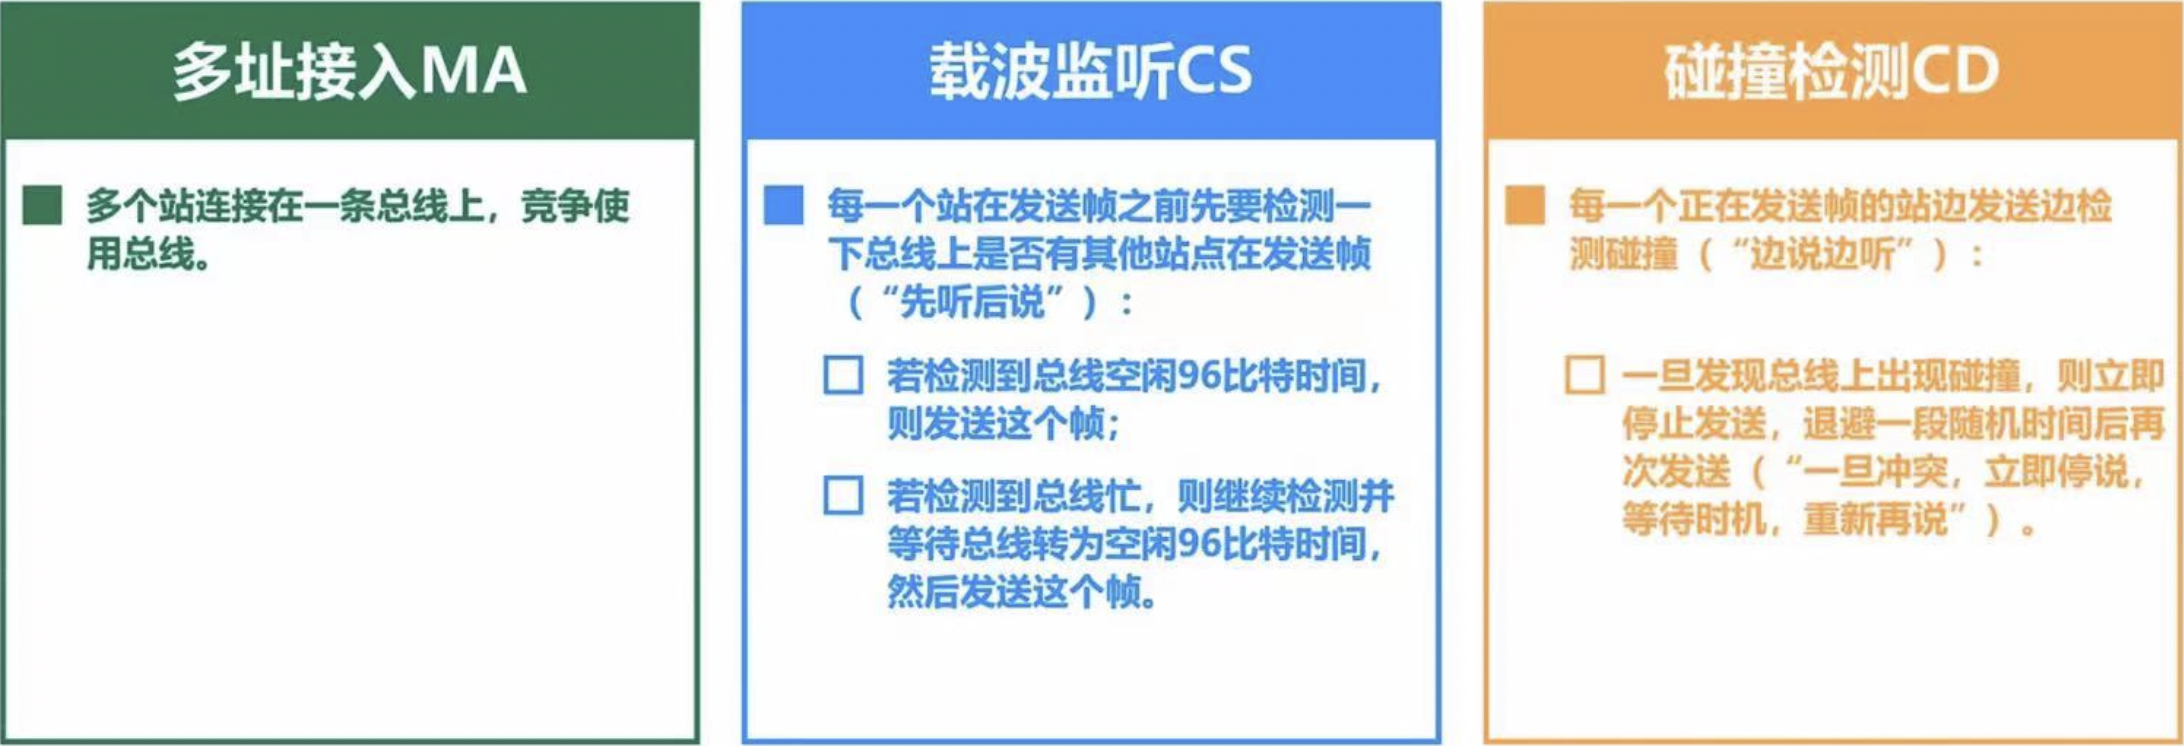 多址接入MA
多个站连接在一条总线上，竞争使
用总线。
载波监听CS
每一个站在发送帧之前先要检测一
下总线上是否有其他站点在发送帧
（“先听后说”）：
若检测到总线空闲96比特时间，
则发送这个帧；
若检测到总线忙，则继续检测并
等待总线转为空闲96比特时间，
然后发送这个帧。
碰撞检测CD
每一个正在发送帧的站边发送边检
测碰撞（“边说边听”）：
一旦发现总线上出现碰撞，则立即
停止发送，退避一段随机时间后再
次发送（“一旦冲突，立即停说，
等待时机，重新再说”）。